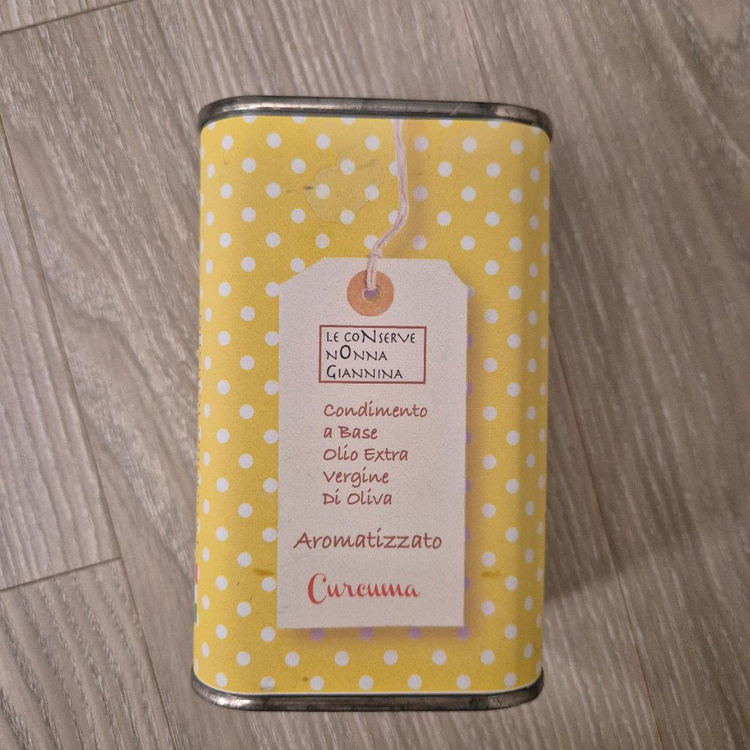 LE CONSERVE
NONNA
GIANNINA
Condimento
a Base
Olio Extra
Vergine
Di Oliva
Aromatizzato
Curcuma